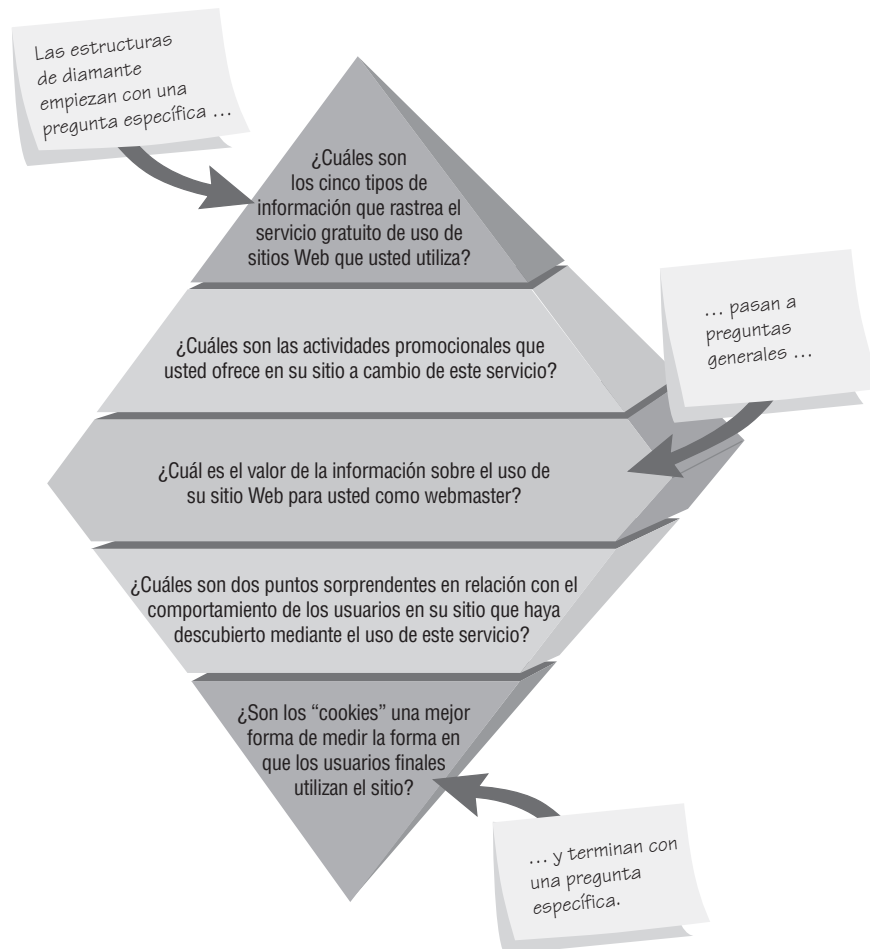 Las estructuras
de diamante
empiezan con una
pregunta específica …
¿Cuáles son
los cinco tipos de
información que rastrea el
servicio gratuito de uso de
sitios Web que usted utiliza?
… pasan a
preguntas
generales …
¿Cuáles son las actividades promocionales que
usted ofrece en su sitio a cambio de este servicio?
¿Cuál es el valor de la información sobre el uso de
su sitio Web para usted como webmaster?
¿Cuáles son dos puntos sorprendentes en relación con el
comportamiento de los usuarios en su sitio que haya
descubierto mediante el uso de este servicio?
¿Son los “cookies” una mejor
forma de medir la forma en
que los usuarios finales
utilizan el sitio?
… y terminan con
una pregunta
específica.